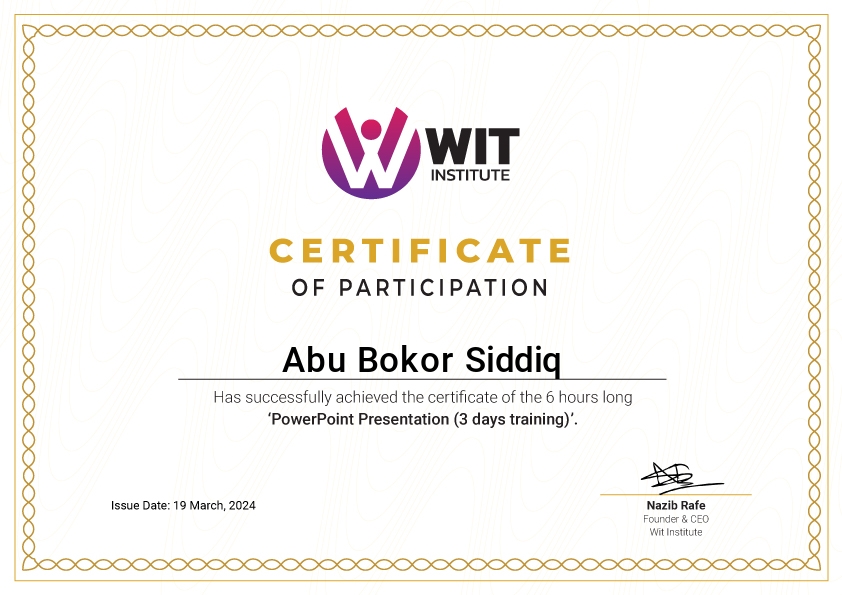 WIT
INSTITUTE
CERTIFICATE
OF PARTICIPATION
Abu Bokor Siddiq
Has successfully achieved the certificate of the 6 hours long
‘PowerPoint Presentation (3 days training)’.
Issue Date: 19 March, 2024
Nazib Rafe
Founder & CEO
Wit Institute